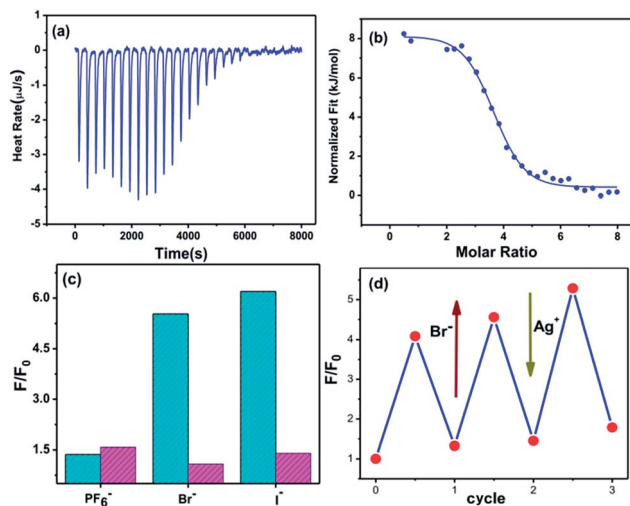 (a)
Heat Rate(μJ/s)
1
0
-1
-2
-3
-4
-5
0
2000
4000
6000
8000
Time(s)
(b)
Normalized Fit (kJ/mol)
8
6
4
2
0
0
2
4
6
8
Molar Ratio
(c)
F/F₀
6.0
4.5
3.0
1.5
PF₆⁻
Br⁻
I⁻
(d)
F/F₀
5
4
3
2
1
Br⁻
Ag⁺
0
1
2
3
cycle